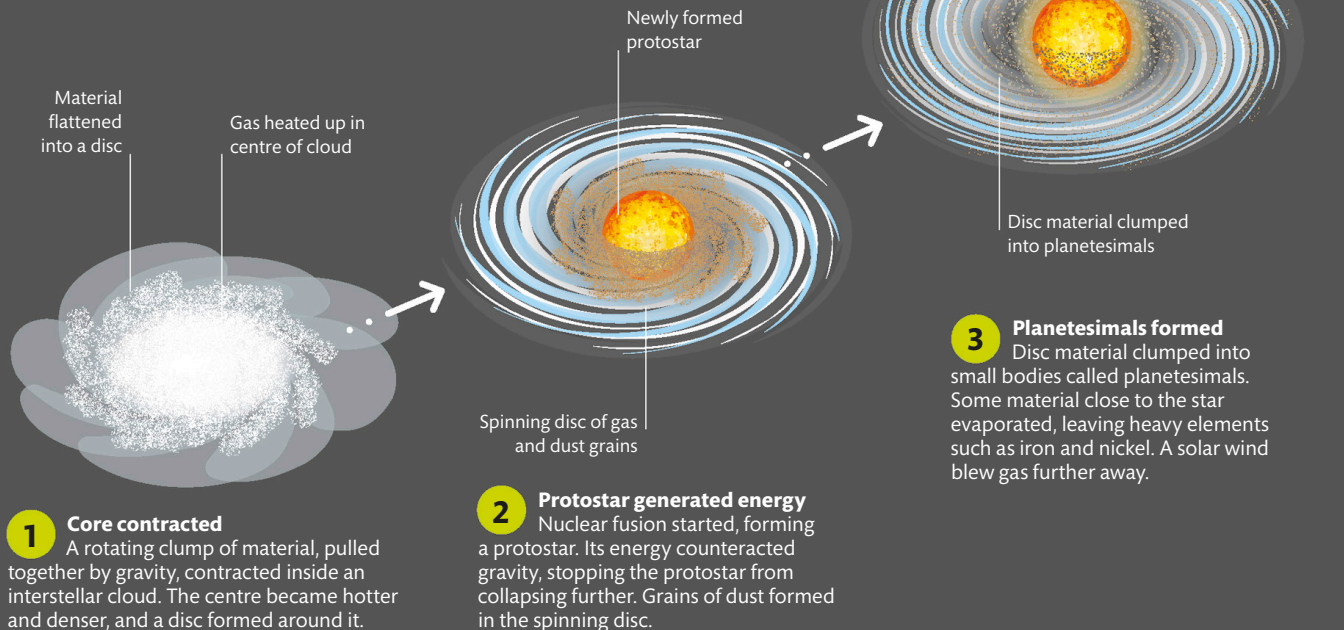 Newly formed
protostar
Material
flattened
into a disc
Gas heated up in
centre of cloud
Disc material clumped
into planetesimals
Spinning disc of gas
and dust grains
1 Core contracted
A rotating clump of material, pulled
together by gravity, contracted inside an
interstellar cloud. The centre became hotter
and denser, and a disc formed around it.
2 Protostar generated energy
Nuclear fusion started, forming
a protostar. Its energy counteracted
gravity, stopping the protostar from
collapsing further. Grains of dust formed
in the spinning disc.
3 Planetesimals formed
Disc material clumped into
small bodies called planetesimals.
Some material close to the star
evaporated, leaving heavy elements
such as iron and nickel. A solar wind
blew gas further away.